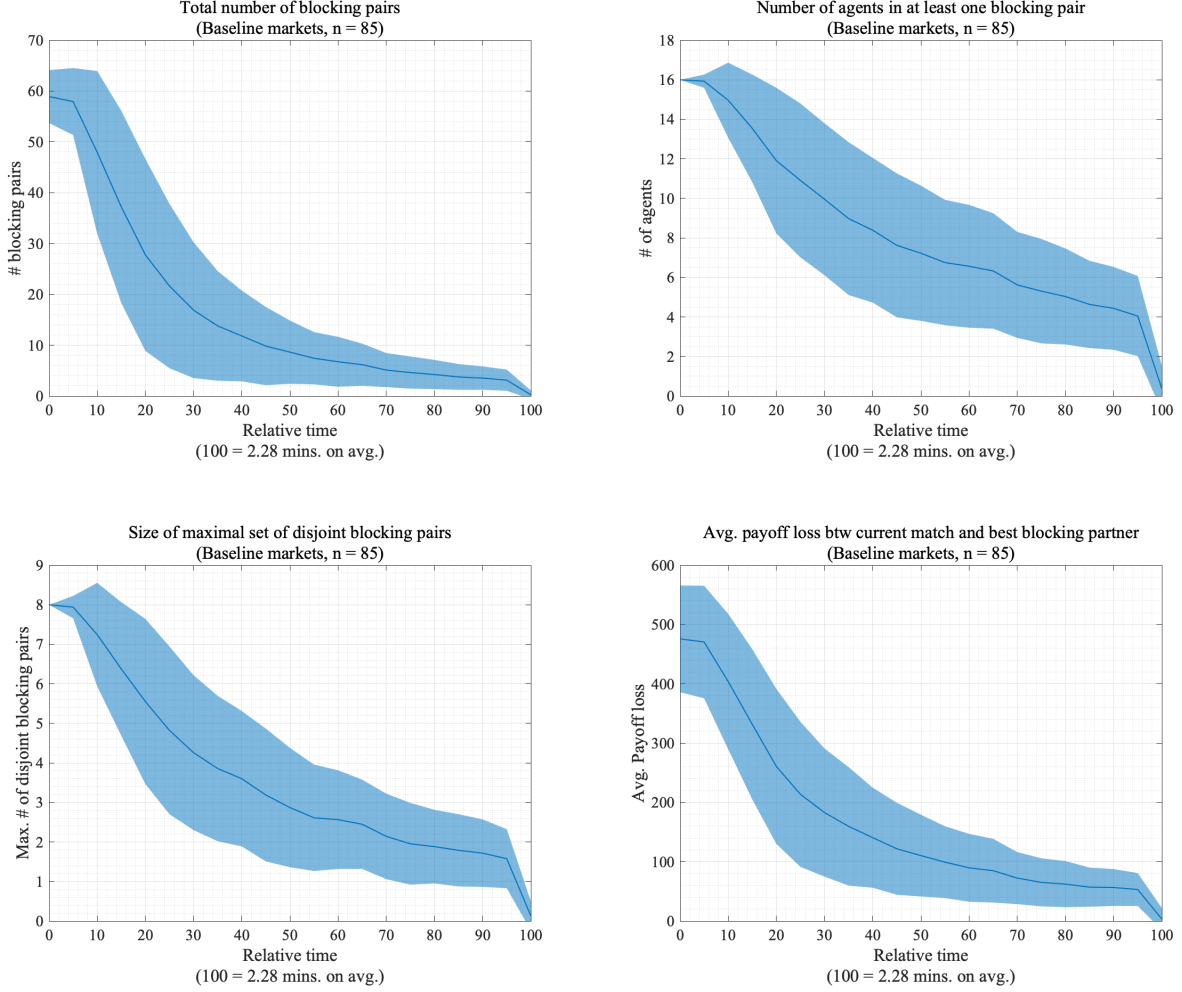 Total number of blocking pairs
(Baseline markets, n = 85)
# blocking pairs
70
60
50
40
30
20
10
0
0 10 20 30 40 50 60 70 80 90 100
Relative time
(100 = 2.28 mins. on avg.)
Number of agents in at least one blocking pair
(Baseline markets, n = 85)
# of agents
18
16
14
12
10
8
6
4
2
0
0 10 20 30 40 50 60 70 80 90 100
Relative time
(100 = 2.28 mins. on avg.)
Size of maximal set of disjoint blocking pairs
(Baseline markets, n = 85)
Max. # of disjoint blocking pairs
9
8
7
6
5
4
3
2
1
0
0 10 20 30 40 50 60 70 80 90 100
Relative time
(100 = 2.28 mins. on avg.)
Avg. payoff loss btw current match and best blocking partner
(Baseline markets, n = 85)
Avg. Payoff loss
600
500
400
300
200
100
0
0 10 20 30 40 50 60 70 80 90 100
Relative time
(100 = 2.28 mins. on avg.)